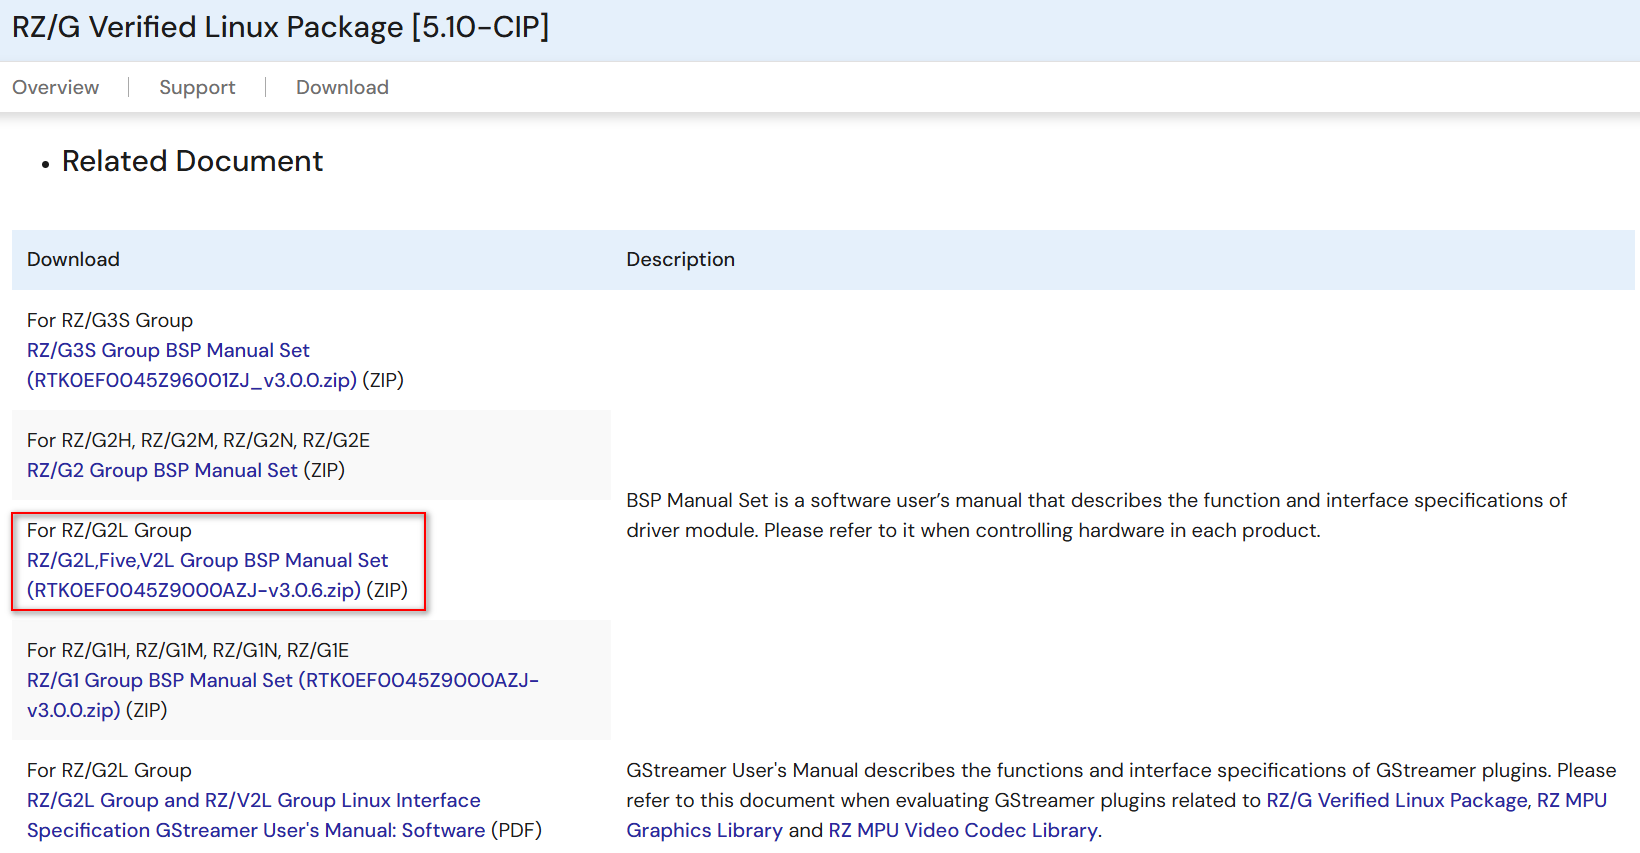 RZ/G Verified Linux Package [5.10-CIP]
Overview
Support
Download
Related Document
Download
Description
For RZ/G3S Group
RZ/G3S Group BSP Manual Set
(RTK0EF0045Z96001ZJ_v3.0.0.zip) (ZIP)
For RZ/G2H, RZ/G2M, RZ/G2N, RZ/G2E
RZ/G2 Group BSP Manual Set (ZIP)
For RZ/G2L Group
RZ/G2L,Five,V2L Group BSP Manual Set
(RTK0EF0045Z9000AZJ-v3.0.6.zip) (ZIP)
For RZ/G1H, RZ/G1M, RZ/G1N, RZ/G1E
RZ/G1 Group BSP Manual Set (RTK0EF0045Z9000AZJ-
v3.0.0.zip) (ZIP)
BSP Manual Set is a software user’s manual that describes the function and interface specifications of
driver module. Please refer to it when controlling hardware in each product.
For RZ/G2L Group
RZ/G2L Group and RZ/V2L Group Linux Interface
Specification GStreamer User's Manual: Software (PDF)
GStreamer User's Manual describes the functions and interface specifications of GStreamer plugins. Please
refer to this document when evaluating GStreamer plugins related to RZ/G Verified Linux Package, RZ MPU
Graphics Library and RZ MPU Video Codec Library.